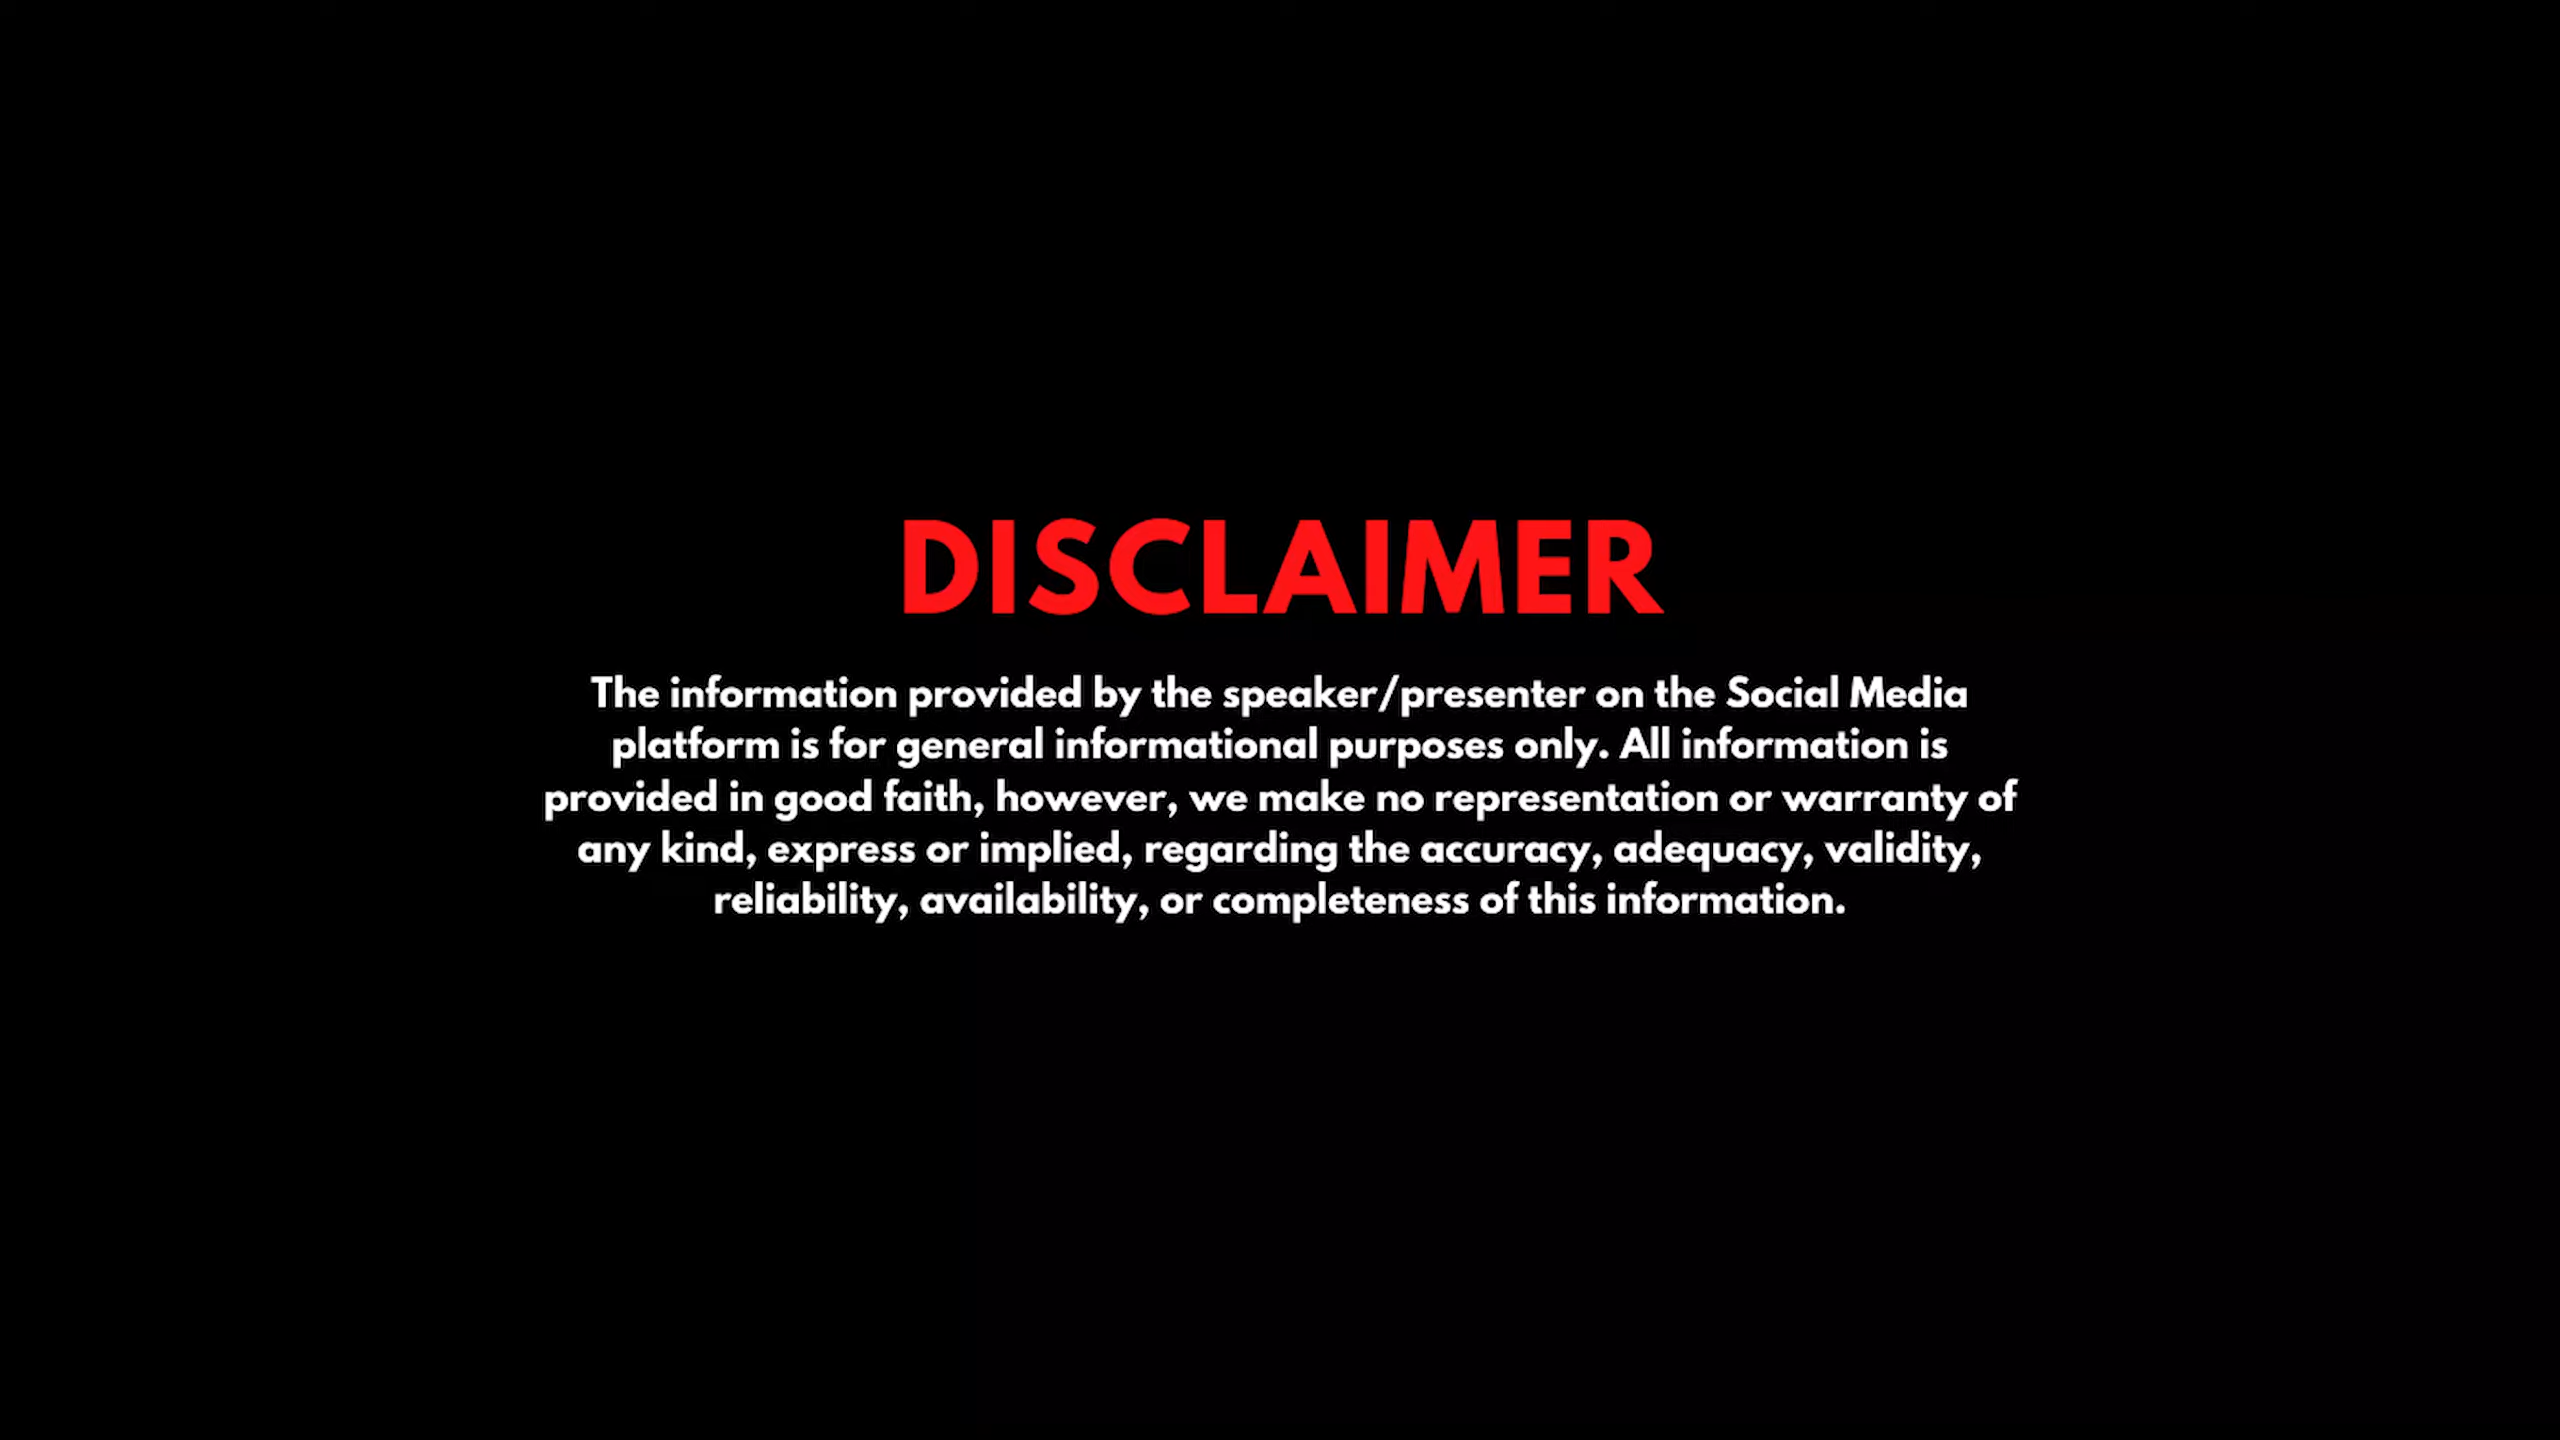 DISCLAIMER
The information provided by the speaker/presenter on the Social Media
platform is for general informational purposes only. All information is
provided in good faith, however, we make no representation or warranty of
any kind, express or implied, regarding the accuracy, adequacy, validity,
reliability, availability, or completeness of this information.